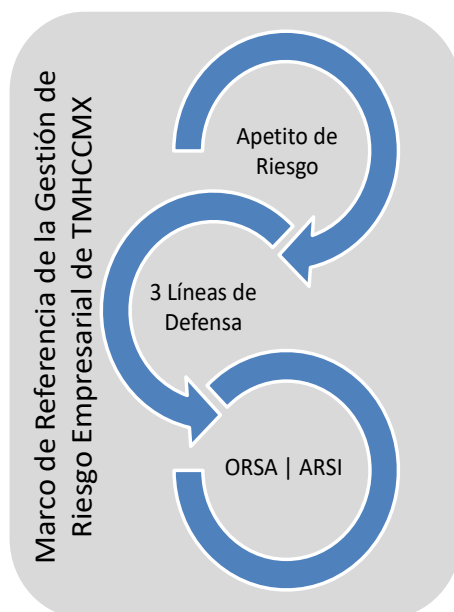 Marco de Referencia de la Gestión de
Riesgo Empresarial de TMHCCMX
Apetito de
Riesgo
3 Líneas de
Defensa
ORSA | ARSI